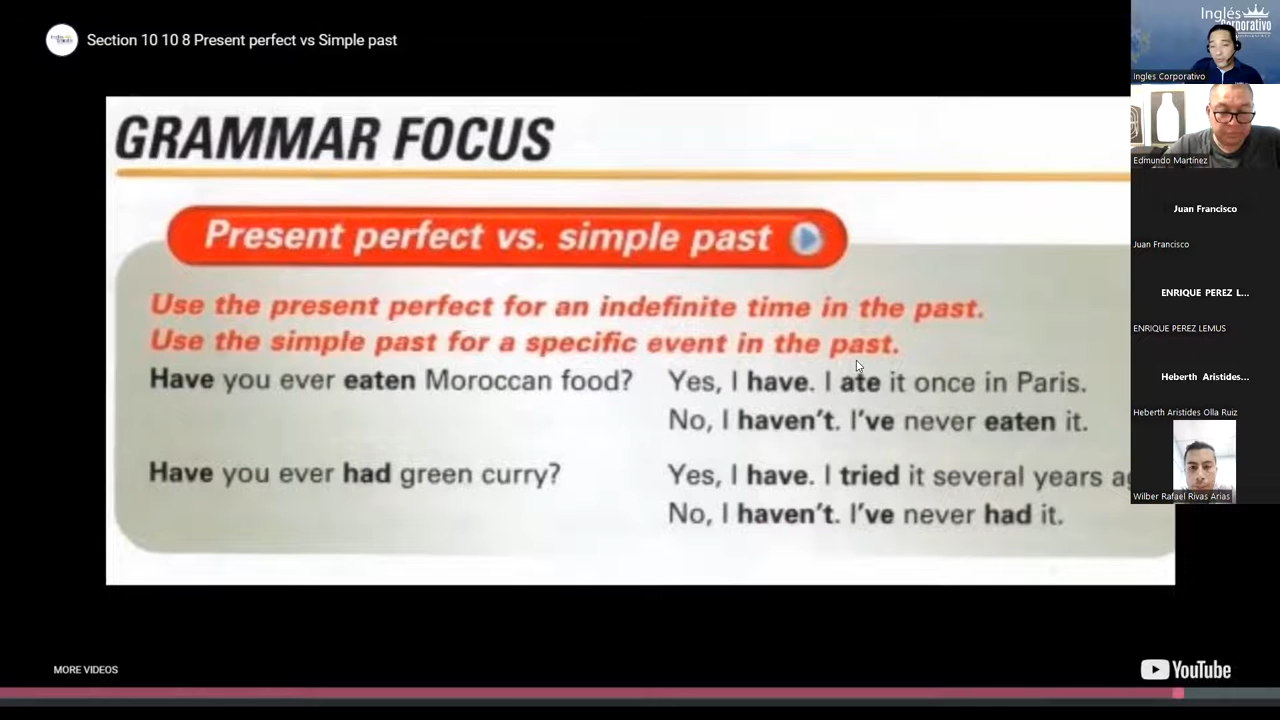 Section 10 10 8 Present perfect vs Simple past
GRAMMAR FOCUS
Present perfect vs. simple past
Use the present perfect for an indefinite time in the past.
Use the simple past for a specific event in the past.
Have you ever eaten Moroccan food?
Yes, I have. I ate it once in Paris.
No, I haven't. I've never eaten it.
Have you ever had green curry?
Yes, I have. I tried it several years
No, I haven't. I've never had it.
MORE VIDEOS
YouTube
Inglés
Corporativo
Ingles Corporativo
Edmundo Martínez
Juan Francisco
Juan Francisco
ENRIQUE PEREZ L...
ENRIQUE PEREZ LEMUS
Heberth Aristides...
Heberth Aristides Olla Ruiz
Wilber Rafael Rivas Arias